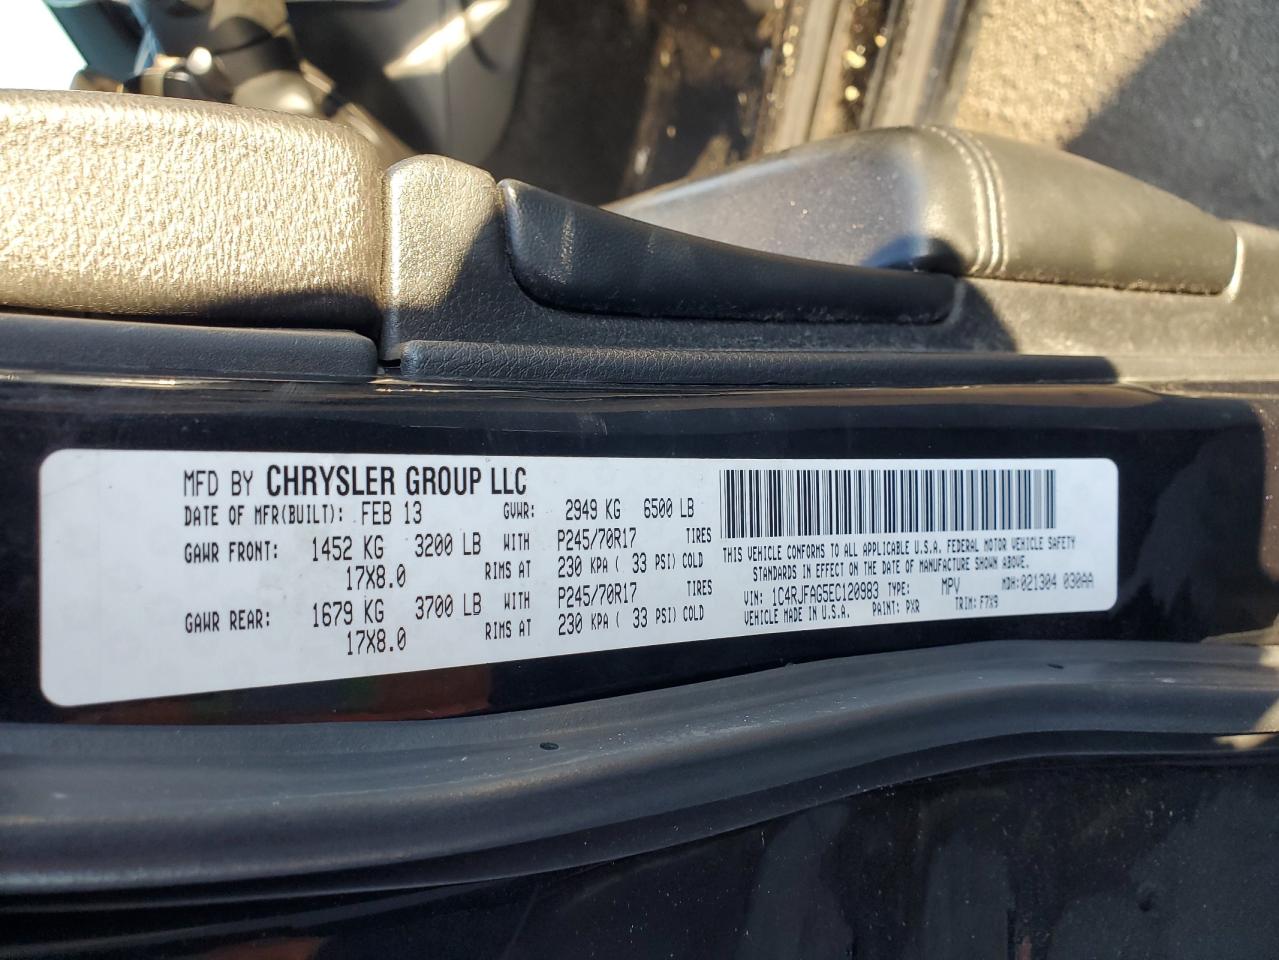 MFD BY CHRYSLER GROUP LLC
DATE OF MFR(BUILT): FEB 13 GVWR: 2949 KG 6500 LB
GAWR FRONT: 1452 KG 3200 LB WITH P245/70R17 TIRES
17X8.0 RIMS AT 230 KPA ( 33 PSI) COLD
GAWR REAR: 1679 KG 3700 LB WITH P245/70R17 TIRES
17X8.0 RIMS AT 230 KPA ( 33 PSI) COLD
THIS VEHICLE CONFORMS TO ALL APPLICABLE U.S.A. FEDERAL MOTOR VEHICLE SAFETY
STANDARDS IN EFFECT ON THE DATE OF MANUFACTURE SHOWN ABOVE.
VIN: 1C4RJFAG5EC120983 TYPE: MPV MDH: 021304 030AA
VEHICLE MADE IN U.S.A. PAINT: PXR TRIM: F7X9